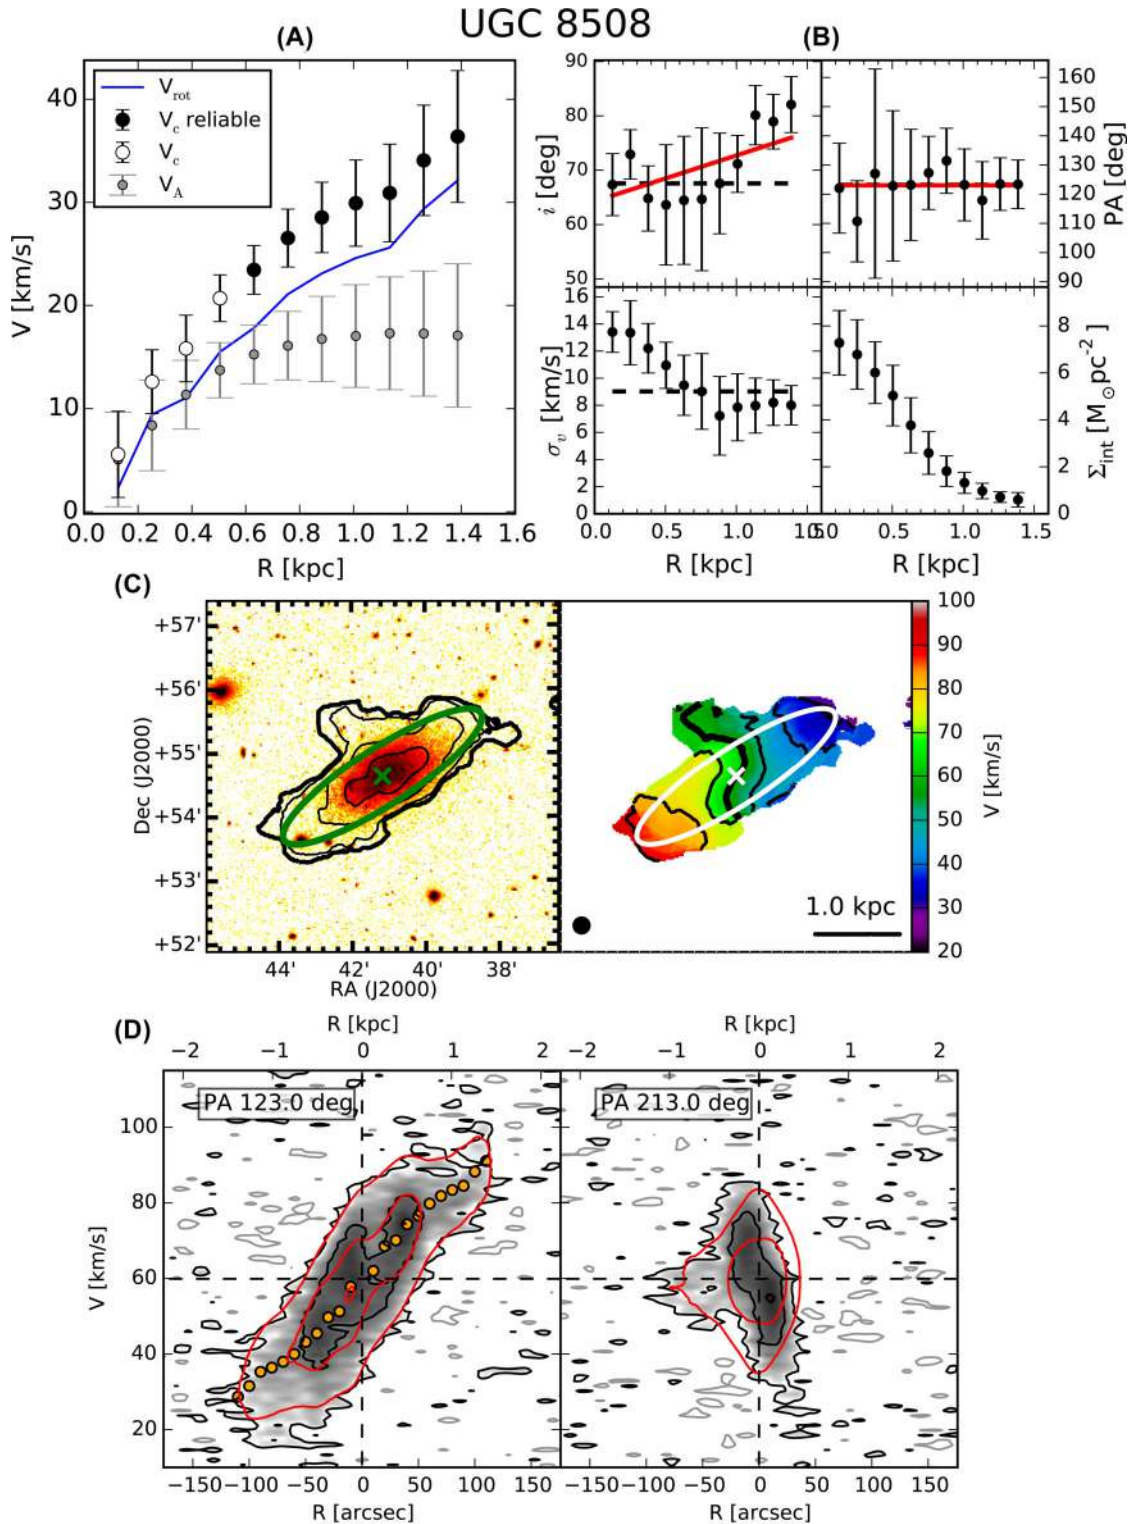 UGC 8508
(A)
(B)
V_rot
V_c reliable
V_c
V_A
V [km/s]
40
30
20
10
0
0.0 0.2 0.4 0.6 0.8 1.0 1.2 1.4 1.6
R [kpc]
i [deg]
90
80
70
60
50
PA [deg]
160
150
140
130
120
110
100
90
σ_v [km/s]
16
14
12
10
8
6
4
2
0
Σ_int [M_⊙pc^-2]
8
6
4
2
0
0.0 0.5 1.0 1.5
R [kpc]
0.5 1.0 1.5
R [kpc]
(C)
Dec (J2000)
+57'
+56'
+55'
+54'
+53'
+52'
44' 42' 40' 38'
RA (J2000)
1.0 kpc
100
90
80
70
60
50
40
30
20
V [km/s]
(D)
R [kpc]
−2 −1 0 1 2
PA 123.0 deg
V [km/s]
100
80
60
40
20
−150 −100 −50 0 50 100 150
R [arcsec]
R [kpc]
−2 −1 0 1 2
PA 213.0 deg
−150 −100 −50 0 50 100 150
R [arcsec]